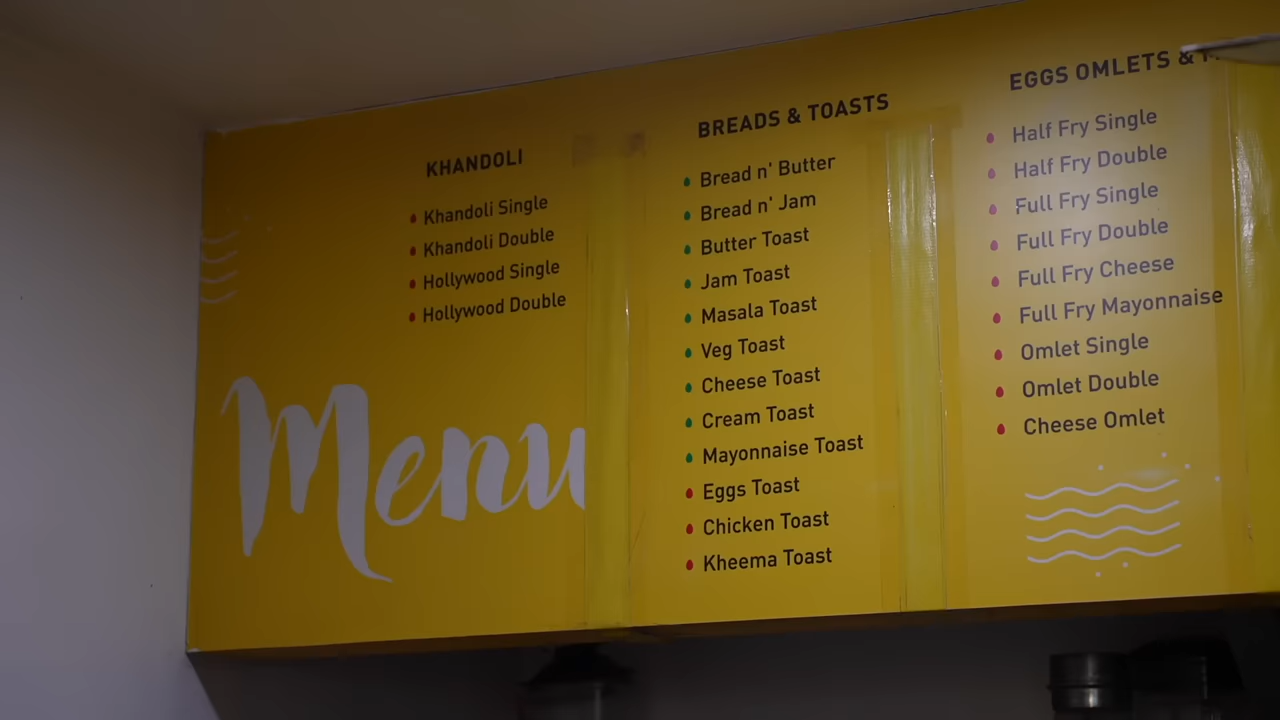 KHANDOLI
Khandoli Single
Khandoli Double
Hollywood Single
Hollywood Double
Menu
BREADS & TOASTS
Bread n' Butter
Bread n' Jam
Butter Toast
Jam Toast
Masala Toast
Veg Toast
Cheese Toast
Cream Toast
Mayonnaise Toast
Eggs Toast
Chicken Toast
Kheema Toast
EGGS OMLETS &
Half Fry Single
Half Fry Double
Full Fry Single
Full Fry Double
Full Fry Cheese
Full Fry Mayonnaise
Omlet Single
Omlet Double
Cheese Omlet